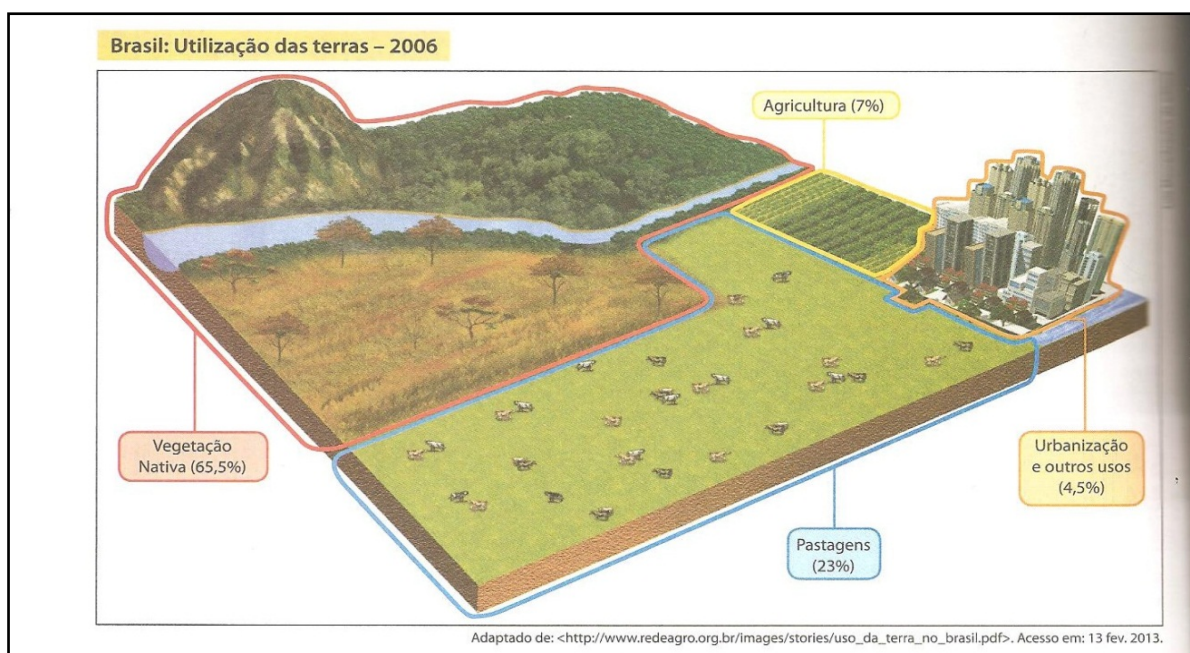 Brasil: Utilização das terras – 2006
Agricultura (7%)
Vegetação
Nativa (65,5%)
Urbanização
e outros usos
(4,5%)
Pastagens
(23%)
Adaptado de: <http://www.redeagro.org.br/images/stories/uso_da_terra_no_brasil.pdf>. Acesso em: 13 fev. 2013.